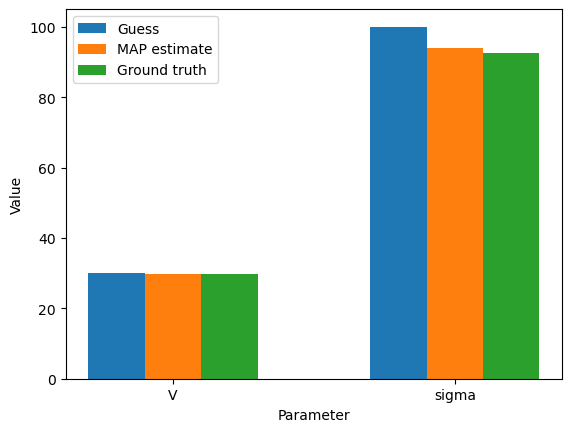 Guess
MAP estimate
Ground truth
Value
100
80
60
40
20
0
V sigma
Parameter